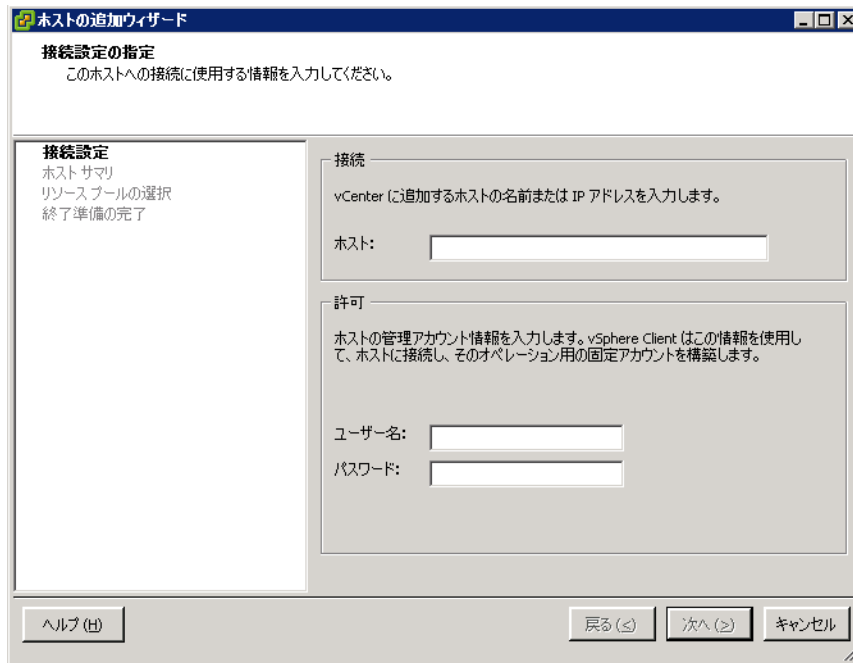 ホストの追加ウィザード
接続設定の指定
このホストへの接続に使用する情報を入力してください。
接続設定
ホスト サマリ
リソース プールの選択
終了準備の完了
接続
vCenter に追加するホストの名前または IP アドレスを入力します。
ホスト:
許可
ホストの管理アカウント情報を入力します。vSphere Client はこの情報を使用し
て、ホストに接続し、そのオペレーション用の固定アカウントを構築します。
ユーザー名:
パスワード:
ヘルプ (H)
戻る (<)
次へ (>)
キャンセル